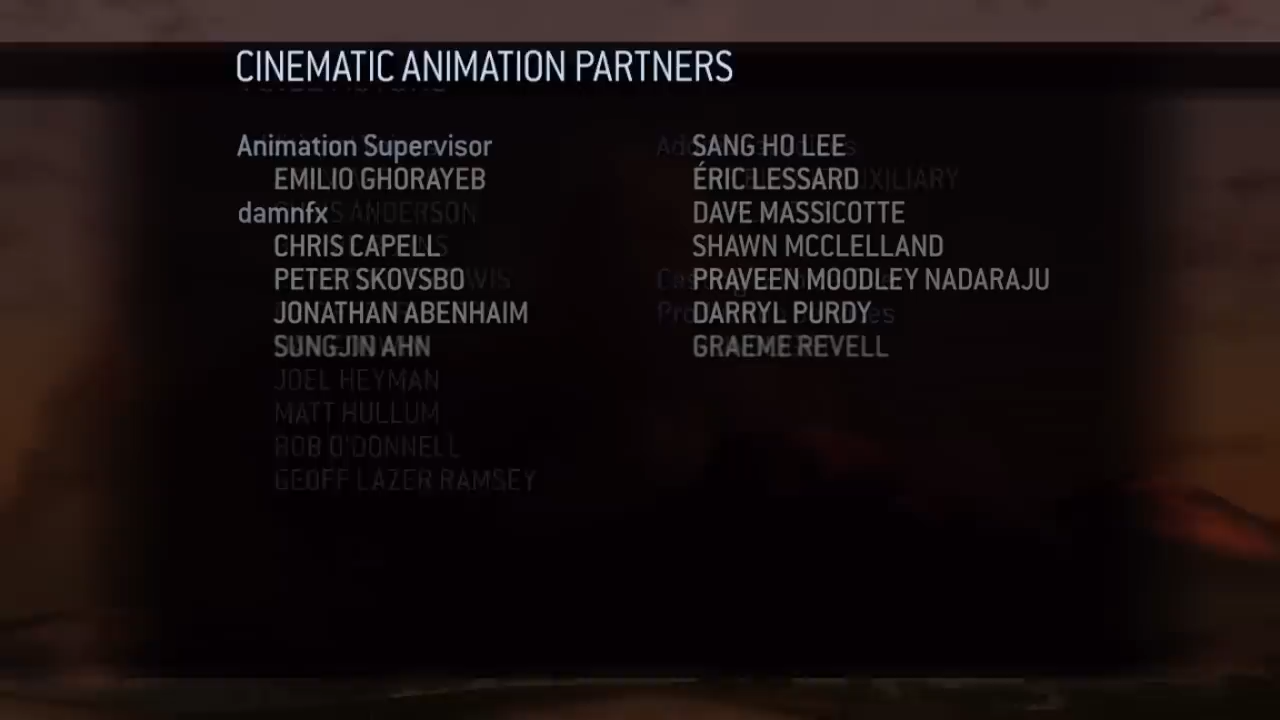 CINEMATIC ANIMATION PARTNERS
Animation Supervisor
EMILIO GHORAYEB
damnfx
CHRIS CAPELL
PETER SKOVSBO
JONATHAN ABENHAIM
SUNGJIN AHN
JOEL HEYMAN
MATT HULLUM
BOB O'DONNELL
GEOFF LAZER RAMSEY
SANG HO LEE
ÉRIC LESSARD
DAVE MASSICOTTE
SHAWN MCCLELLAND
PRAVEEN MOODLEY NADARAJU
DARRYL PURDY
GRAEME REVELL